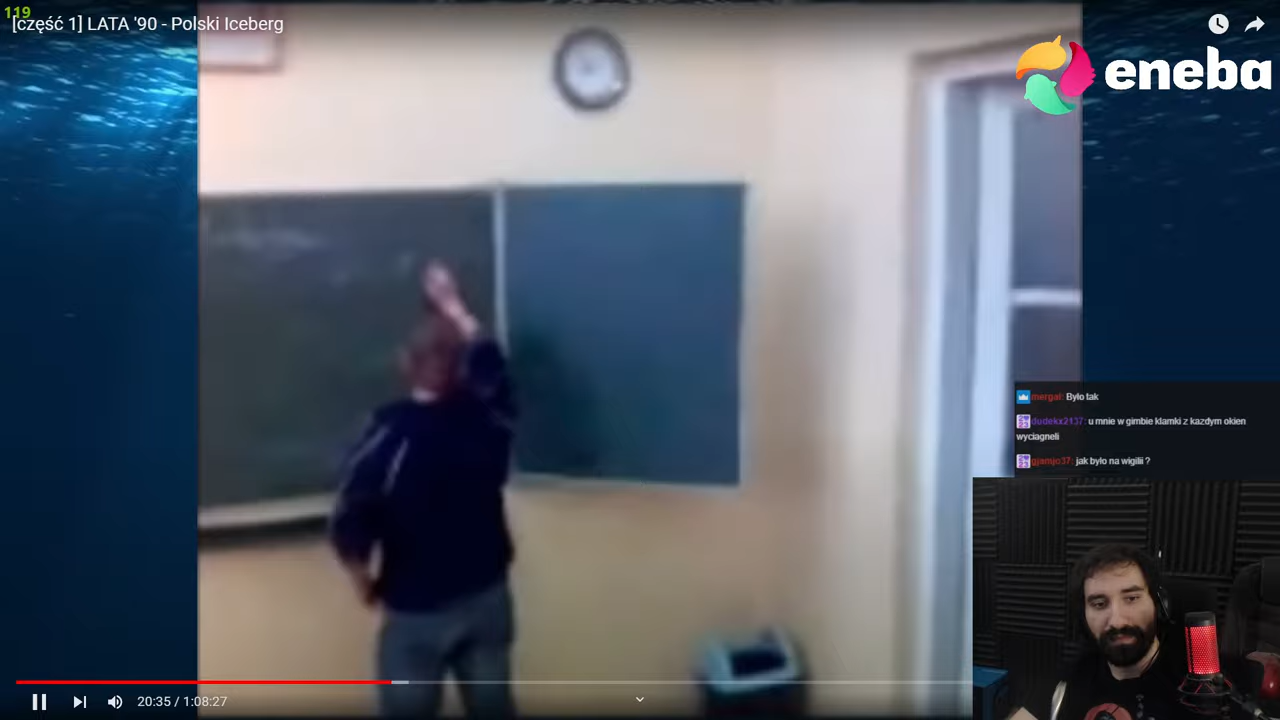 119
[część 1] LATA '90 - Polski Iceberg
eneba
mergal: Było tak
dudekx2137: u mnie w gimbie klamki z kazdym okien
wyciagneli
gjamjo37: jak było na wigilii ?
20:35 / 1:08:27